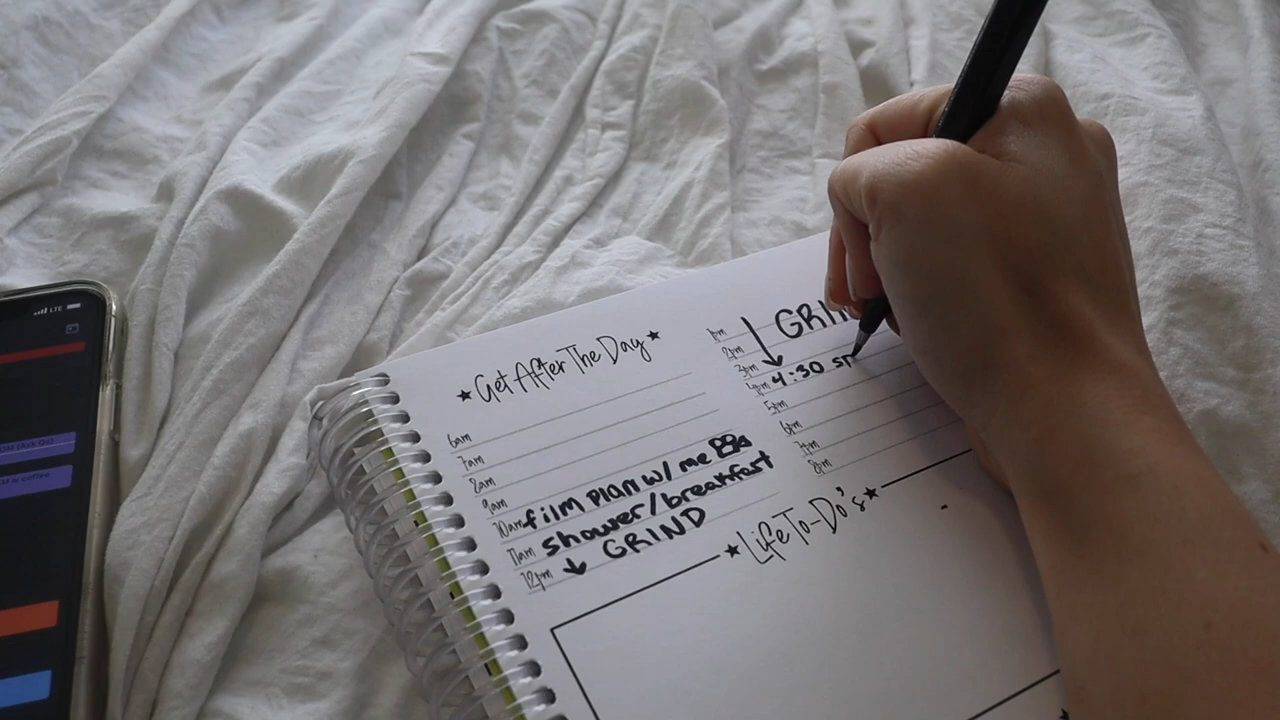 LTE
★Get After The Day★
6am
7am
8am
9am
10am film PLAN w/ me
11am shower/breakfast
12pm ↓ GRIND
1pm
2pm
3pm
4pm 4:30
5pm
6pm
7pm
8pm
★Life To-Do's★